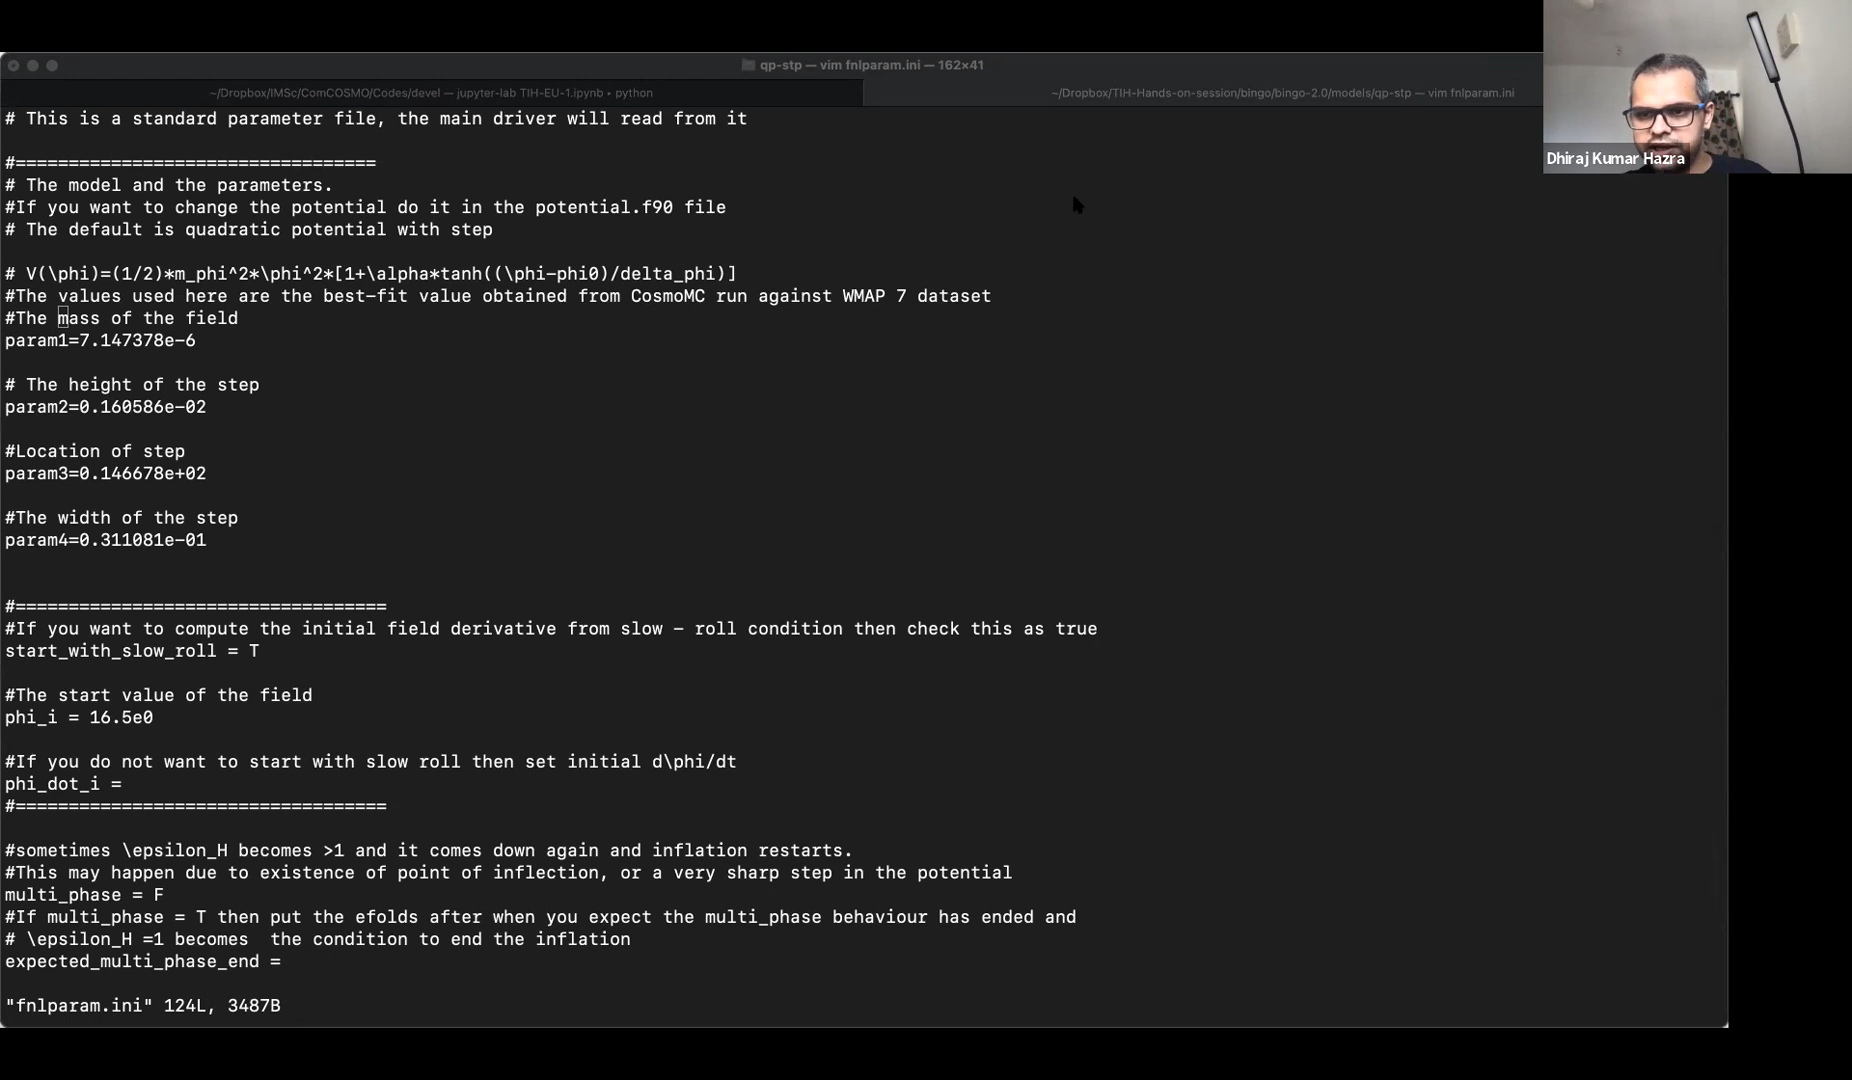 qp-stp — vim fnlparam.ini — 162×41
~/Dropbox/IMSc/ComCOSMO/Codes/devel — jupyter-lab TIH-EU-1.ipynb • python
~/Dropbox/TIH-Hands-on-session/bingo/bingo-2.0/models/qp-stp — vim fnlparam.ini
Dhiraj Kumar Hazra
# This is a standard parameter file, the main driver will read from it
#==================================
# The model and the parameters.
#If you want to change the potential do it in the potential.f90 file
# The default is quadratic potential with step
# V(\phi)=(1/2)*m_phi^2*\phi^2*[1+\alpha*tanh((\phi-phi0)/delta_phi)]
#The values used here are the best-fit value obtained from CosmoMC run against WMAP 7 dataset
#The mass of the field
param1=7.147378e-6
# The height of the step
param2=0.160586e-02
#Location of step
param3=0.146678e+02
#The width of the step
param4=0.311081e-01
#===================================
#If you want to compute the initial field derivative from slow - roll condition then check this as true
start_with_slow_roll = T
#The start value of the field
phi_i = 16.5e0
#If you do not want to start with slow roll then set initial d\phi/dt
phi_dot_i =
#===================================
#sometimes \epsilon_H becomes >1 and it comes down again and inflation restarts.
#This may happen due to existence of point of inflection, or a very sharp step in the potential
multi_phase = F
#If multi_phase = T then put the efolds after when you expect the multi_phase behaviour has ended and
# \epsilon_H =1 becomes  the condition to end the inflation
expected_multi_phase_end =
"fnlparam.ini" 124L, 3487B